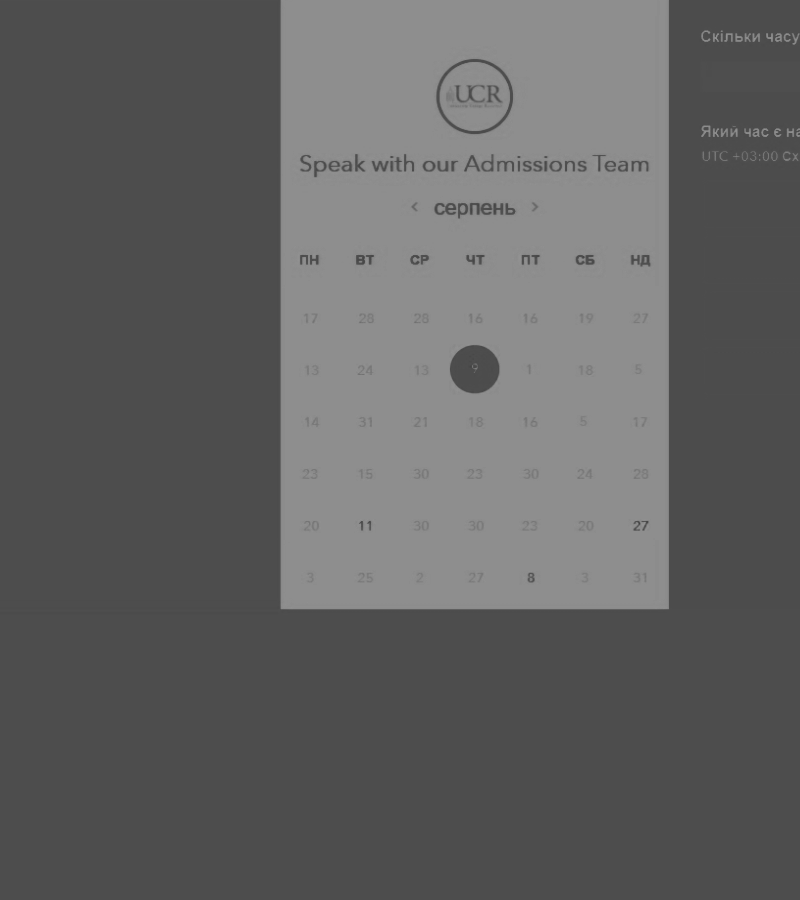 UCR
Speak with our Admissions Team
< серпень >
ПН ВТ СР ЧТ ПТ СБ НД
17 28 28 16 16 19 27
13 24 13 9 1 18 5
14 31 21 18 16 5 17
23 15 30 23 30 24 28
20 11 30 30 23 20 27
3 25 2 27 8 3 31
Скільки часу
Який час є на
UTC +03:00 Сх